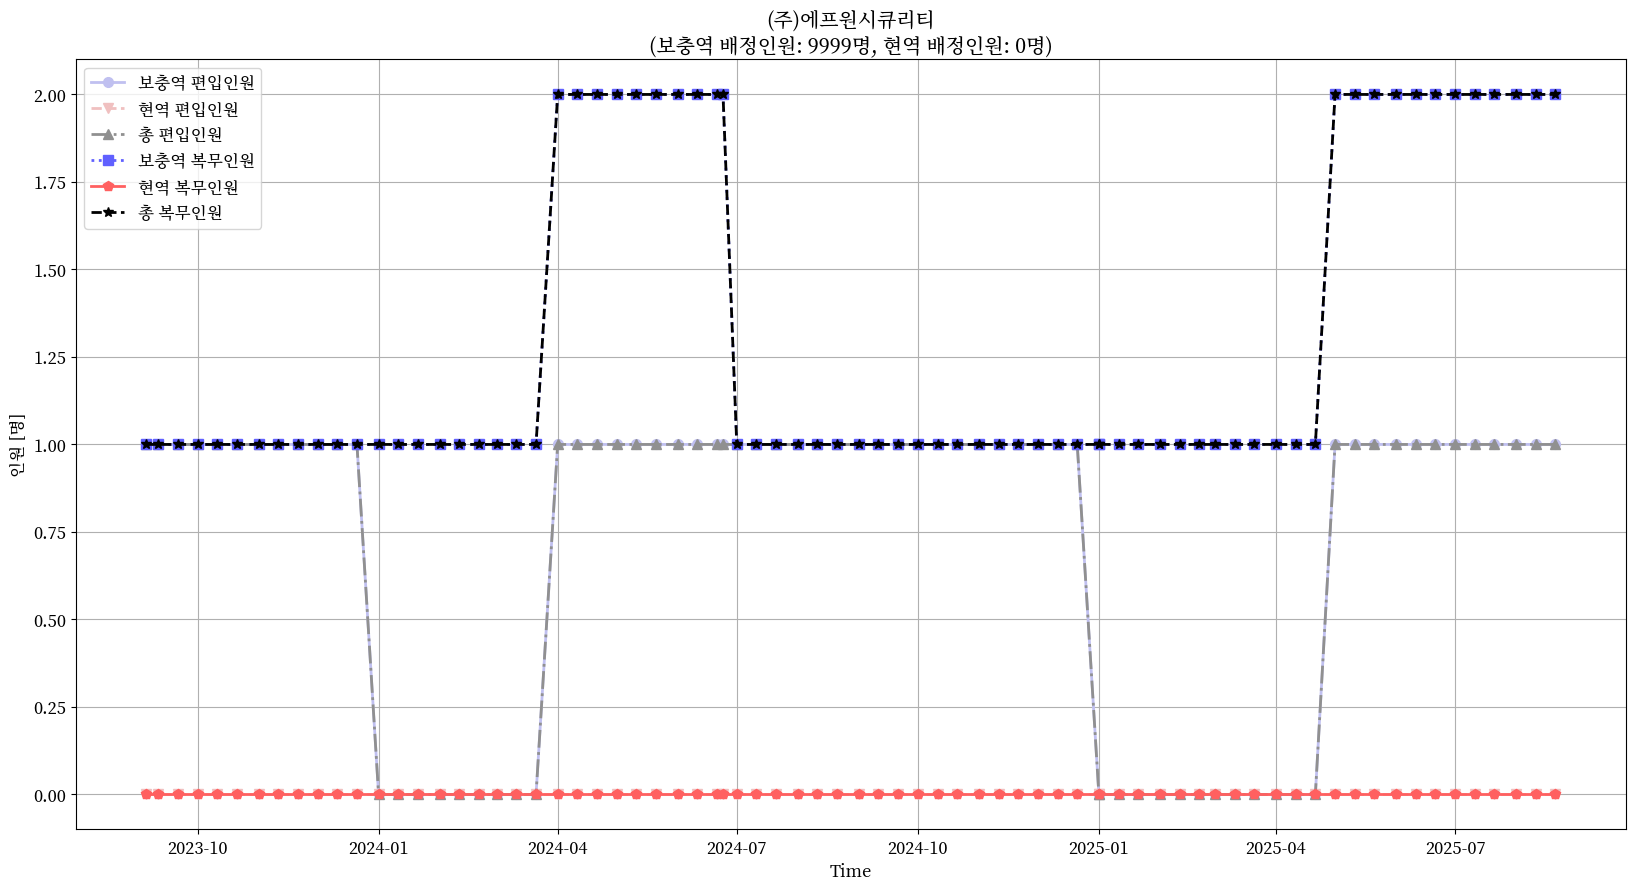 (주)에프원시큐리티
(보충역 배정인원: 9999명, 현역 배정인원: 0명)
보충역 편입인원
현역 편입인원
총 편입인원
보충역 복무인원
현역 복무인원
총 복무인원
2.00
1.75
1.50
1.25
1.00
0.75
0.50
0.25
0.00
인원 [명]
2023-10
2024-01
2024-04
2024-07
2024-10
2025-01
2025-04
2025-07
Time